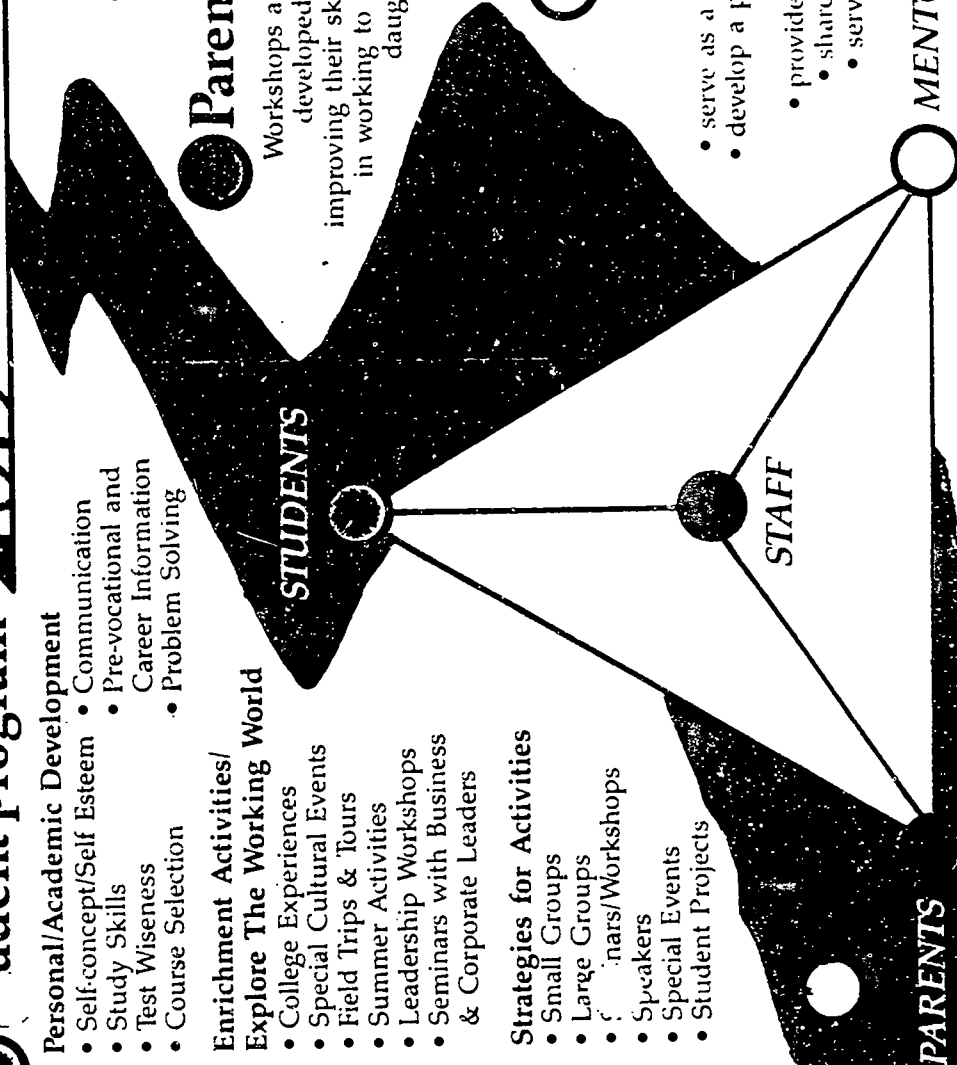 Personal/Academic Development
• Self-concept/Self Esteem
• Study Skills
• Test Wiseness
• Course Selection
• Communication
• Pre-vocational and
Career Information
• Problem Solving
Enrichment Activities/
Explore The Working World
• College Experiences
• Special Cultural Events
• Field Trips & Tours
• Summer Activities
• Leadership Workshops
• Seminars with Business
& Corporate Leaders
Strategies for Activities
• Small Groups
• Large Groups
• nars/Workshops
• Speakers
• Special Events
• Student Projects
Paren
Workshops a
developed
improving their sk
in working to
daug
• serve as a
• develop a p
• provide
• shar
• serv
STUDENTS
STAFF
PARENTS
MENTO